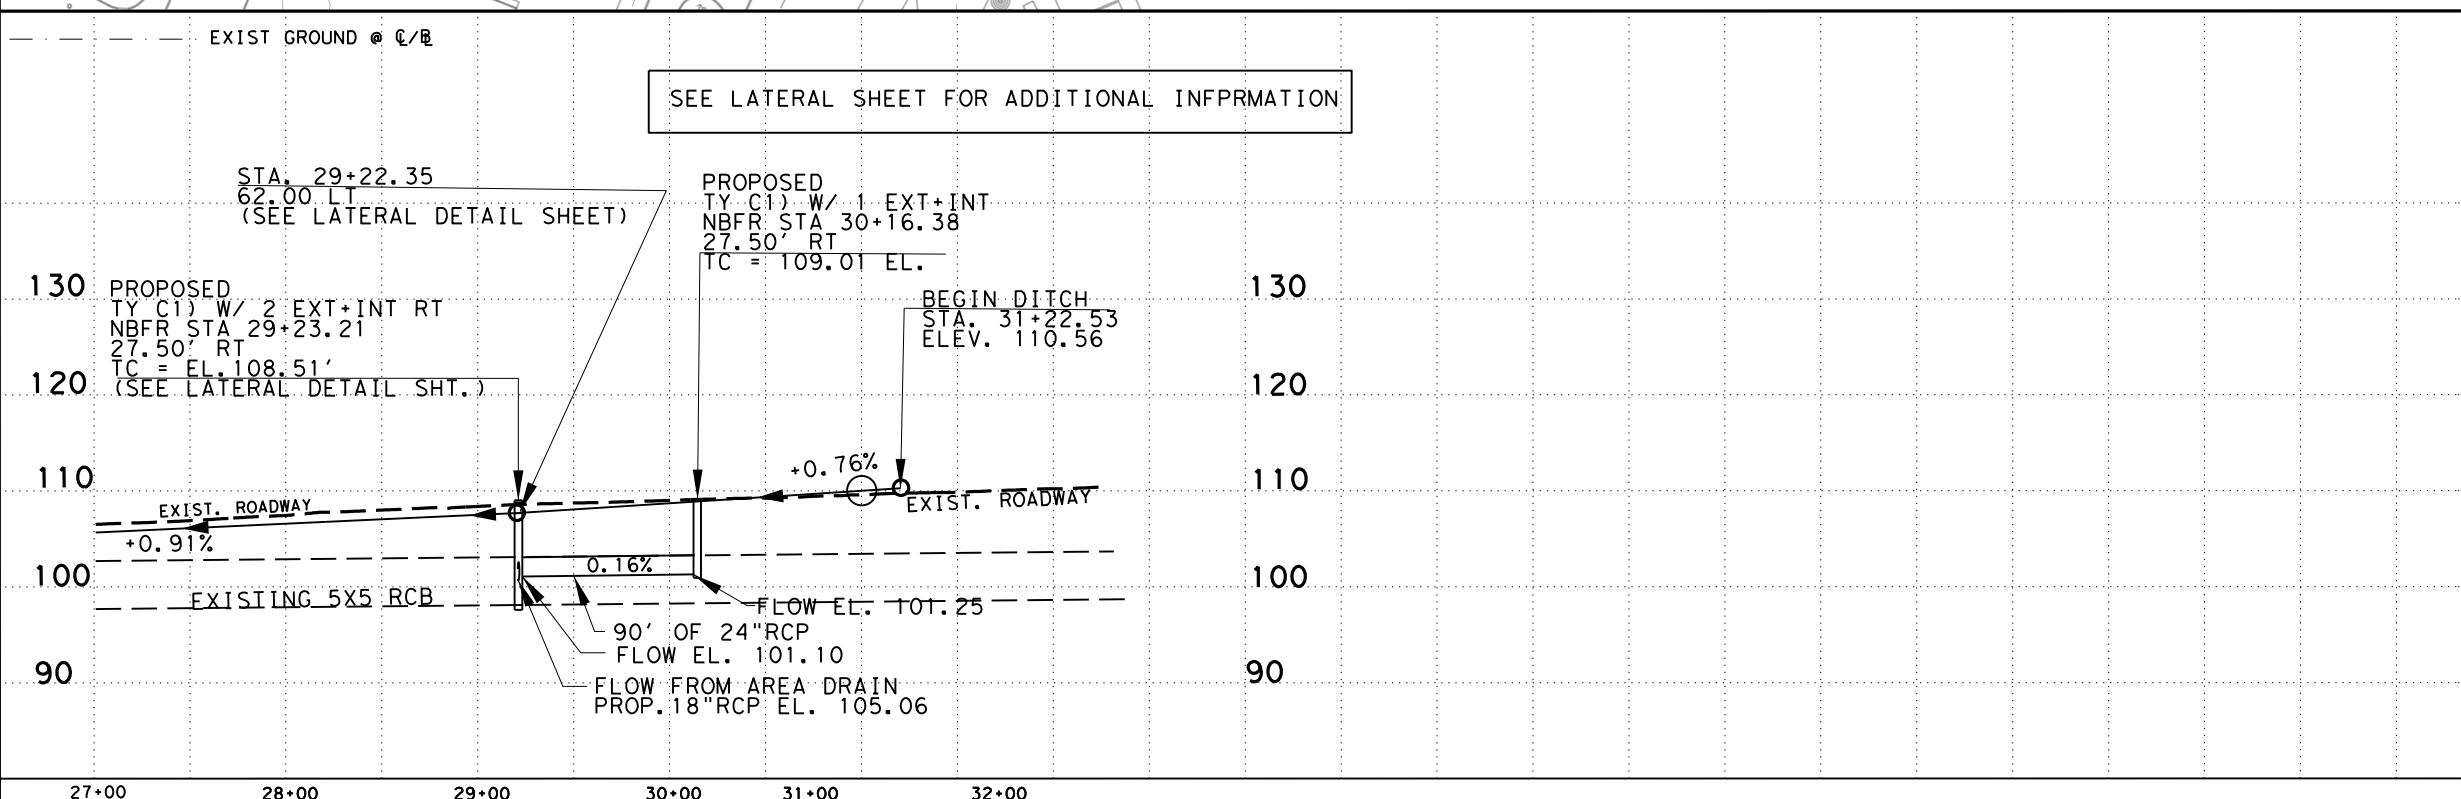 EXIST GROUND @ ℄/BL
SEE LATERAL SHEET FOR ADDITIONAL INFPRMATION
STA. 29+22.35
62.00 LT
(SEE LATERAL DETAIL SHEET)
PROPOSED
TY C1) W/ 1 EXT+INT
NBFR STA 30+16.38
27.50' RT
TC = 109.01 EL.
130
PROPOSED
TY C1) W/ 2 EXT+INT RT
NBFR STA 29+23.21
27.50' RT
TC = EL.108.51'
(SEE LATERAL DETAIL SHT.)
BEGIN DITCH
STA. 31+22.53
ELEV. 110.56
130
120
120
+0.76%
110
110
EXIST. ROADWAY
EXIST. ROADWAY
+0.91%
0.16%
100
100
EXISTING 5X5 RCB
FLOW EL. 101.25
90' OF 24"RCP
FLOW EL. 101.10
90
90
FLOW FROM AREA DRAIN
PROP.18"RCP EL. 105.06
27+00
28+00
29+00
30+00
31+00
32+00